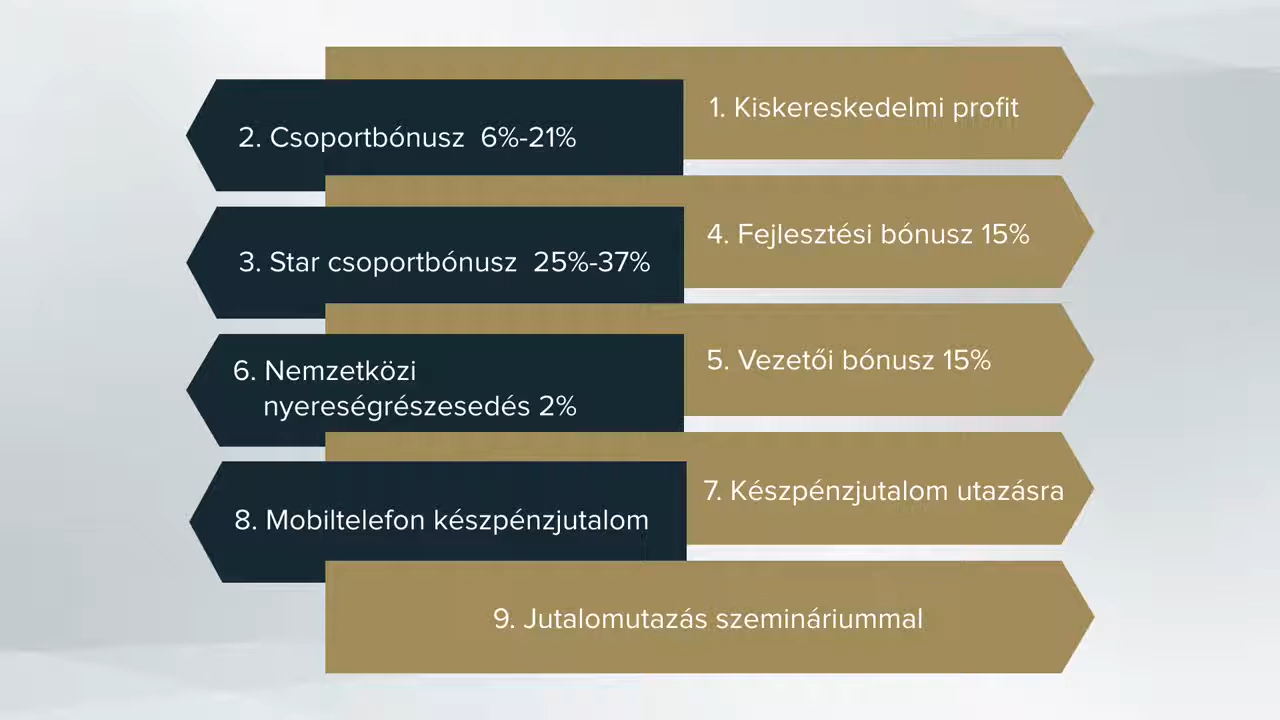 1. Kiskereskedelmi profit
2. Csoportbónusz 6%-21%
3. Star csoportbónusz 25%-37%
4. Fejlesztési bónusz 15%
5. Vezetői bónusz 15%
6. Nemzetközi
nyereségrészesedés 2%
7. Készpénzjutalom utazásra
8. Mobiltelefon készpénzjutalom
9. Jutalomutazás szemináriummal